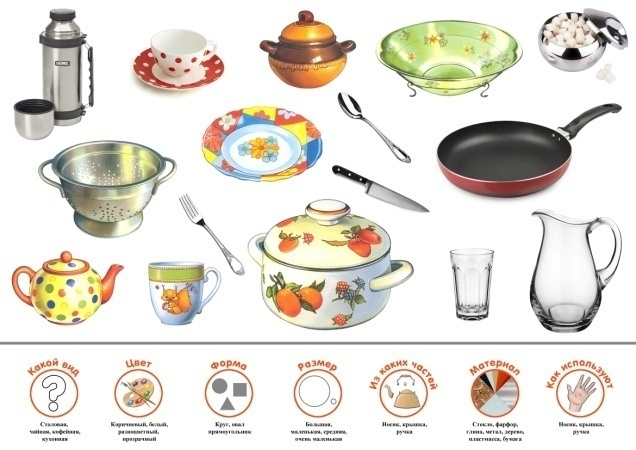 THERMOS
Какой вид
Цвет
Форма
Размер
Из каких частей
Материал
Как используют
?
Столовая,
чайная, кофейная,
кухонная
Коричневый, белый,
разноцветный,
прозрачный
Круг, овал
прямоугольник
Большая,
маленькая, средняя,
очень маленькая
Носик, крышка,
ручка
Стекло, фарфор,
глина, метал, дерево,
пластмасса, бумага
Носик, крышка,
ручка